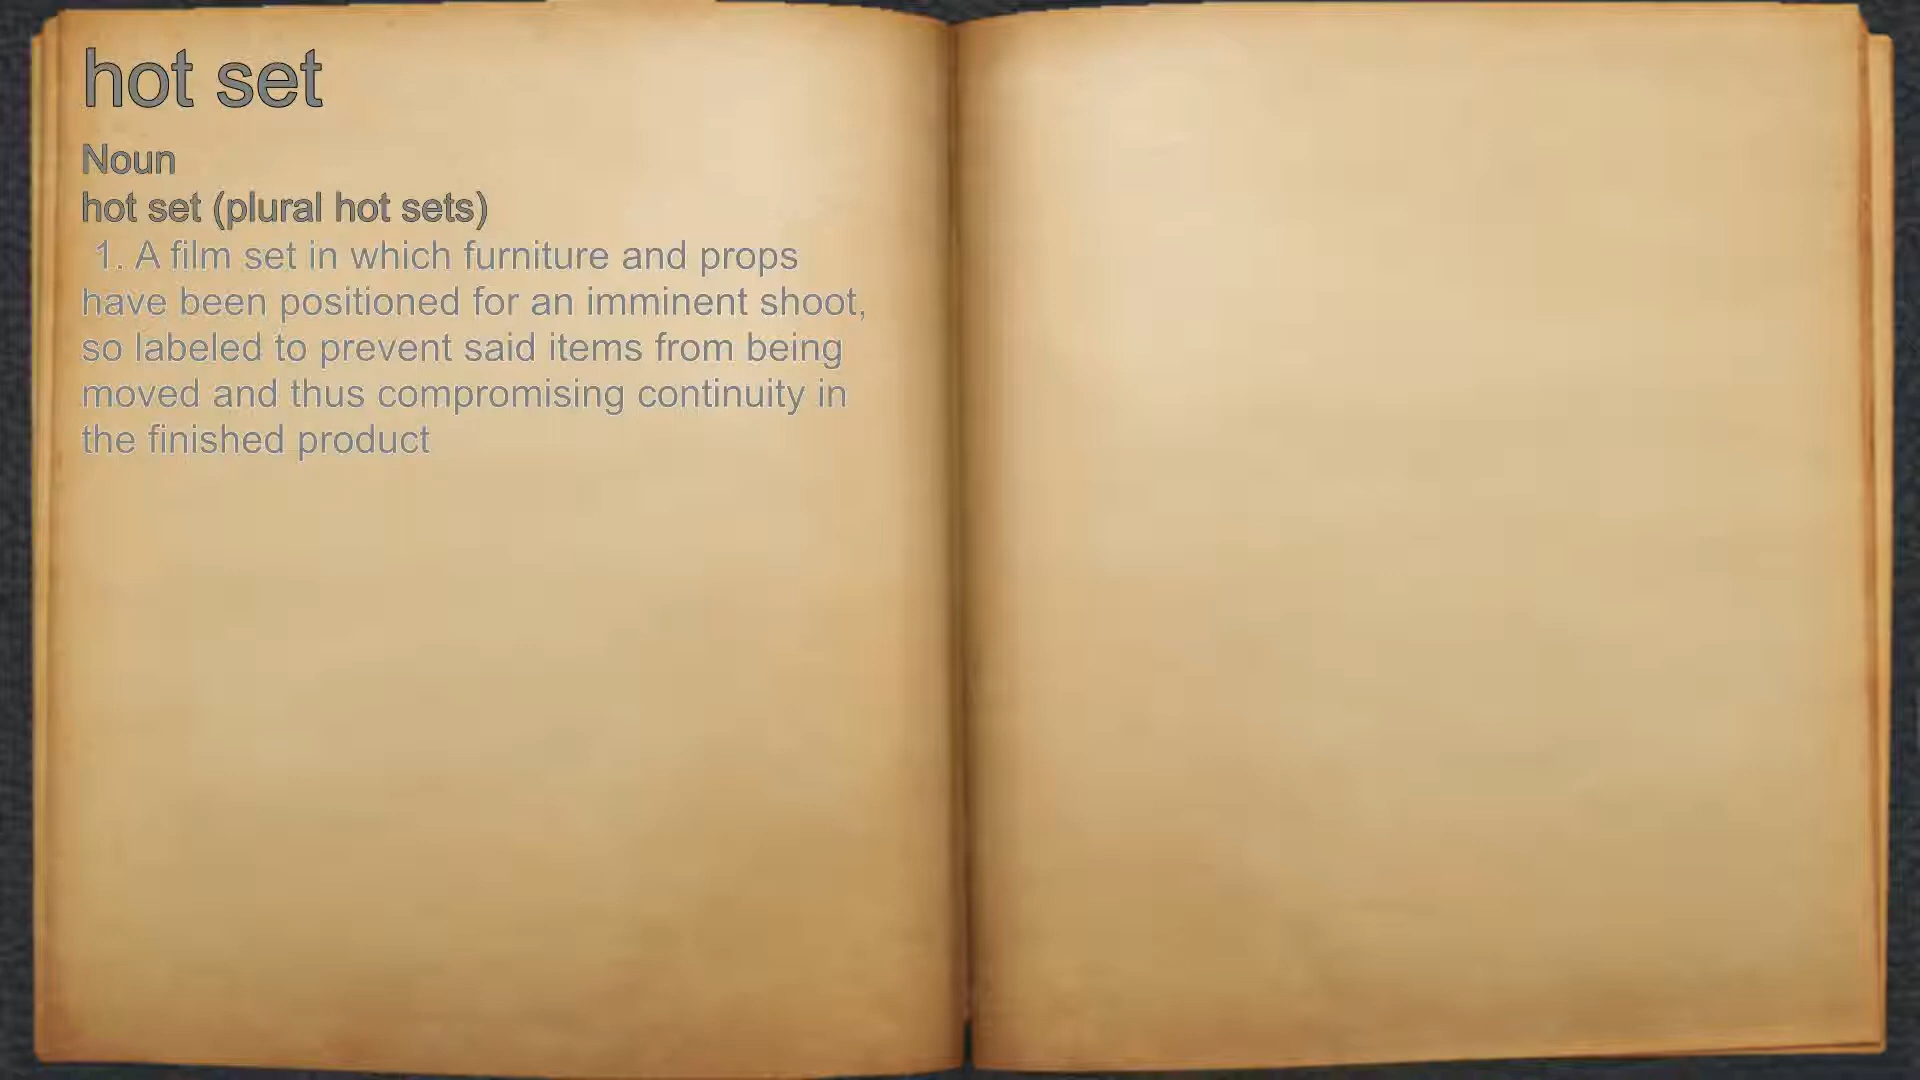 hot set
Noun
hot set (plural hot sets)
1. A film set in which furniture and props
have been positioned for an imminent shoot,
so labeled to prevent said items from being
moved and thus compromising continuity in
the finished product